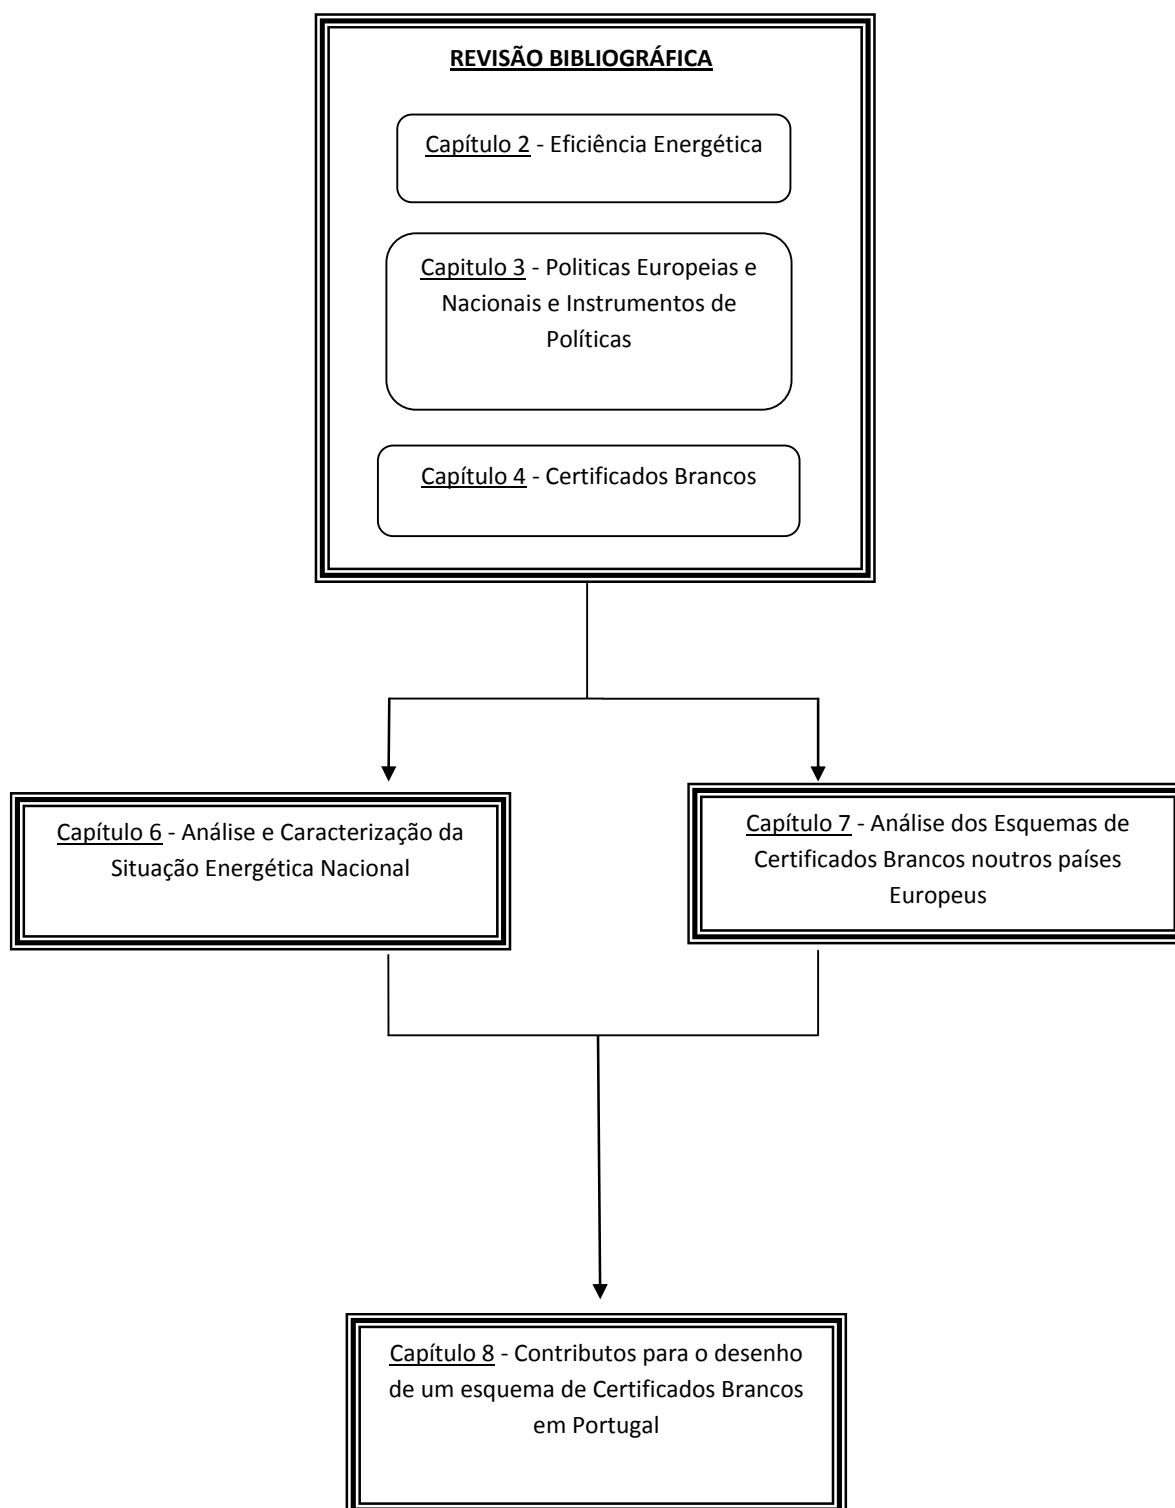 REVISÃO BIBLIOGRÁFICA
Capítulo 2 - Eficiência Energética
Capitulo 3 - Politicas Europeias e
Nacionais e Instrumentos de
Políticas
Capítulo 4 - Certificados Brancos
Capítulo 6 - Análise e Caracterização da
Situação Energética Nacional
Capítulo 7 - Análise dos Esquemas de
Certificados Brancos noutros países
Europeus
Capítulo 8 - Contributos para o desenho
de um esquema de Certificados Brancos
em Portugal